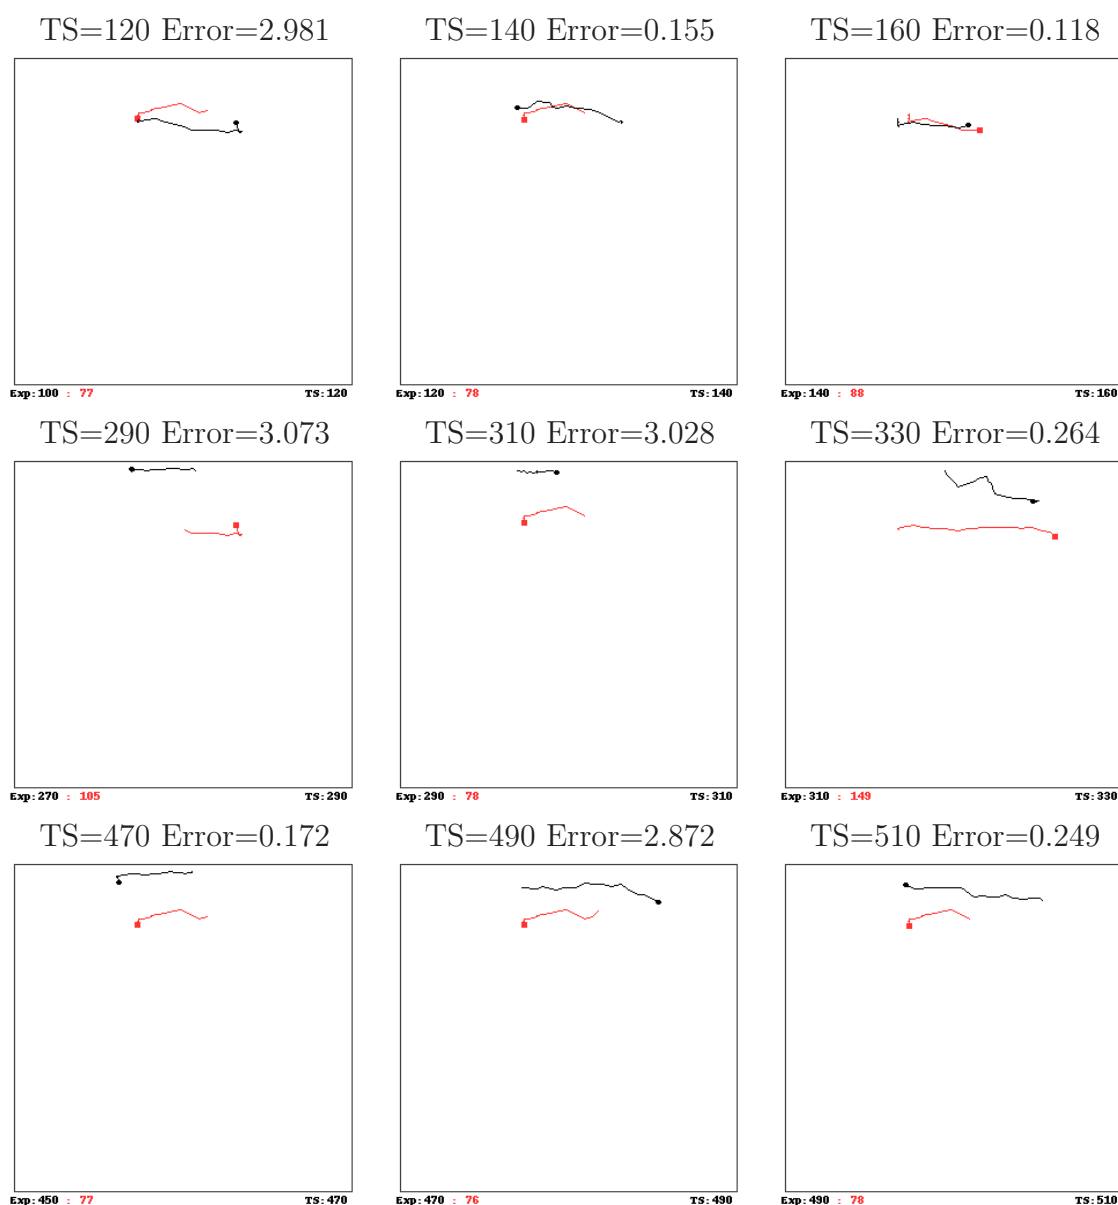 TS=120 Error=2.981 TS=140 Error=0.155 TS=160 Error=0.118
Exp:100 : 77 TS:120 Exp:120 : 78 TS:140 Exp:140 : 88 TS:160
TS=290 Error=3.073 TS=310 Error=3.028 TS=330 Error=0.264
Exp:270 : 105 TS:290 Exp:290 : 78 TS:310 Exp:310 : 149 TS:330
TS=470 Error=0.172 TS=490 Error=2.872 TS=510 Error=0.249
Exp:450 : 77 TS:470 Exp:470 : 76 TS:490 Exp:490 : 78 TS:510